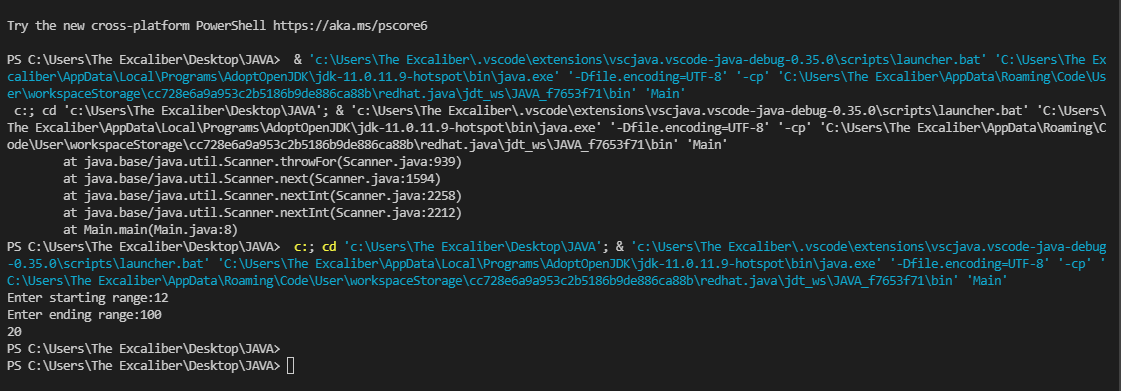 Try the new cross-platform PowerShell https://aka.ms/pscore6
PS C:\Users\The Excaliber\Desktop\JAVA>  & 'c:\Users\The Excaliber\.vscode\extensions\vscjava.vscode-java-debug-0.35.0\scripts\launcher.bat' 'C:\Users\The Ex
caliber\AppData\Local\Programs\AdoptOpenJDK\jdk-11.0.11.9-hotspot\bin\java.exe' '-Dfile.encoding=UTF-8' '-cp' 'C:\Users\The Excaliber\AppData\Roaming\Code\Us
er\workspaceStorage\cc728e6a9a953c2b5186b9de886ca88b\redhat.java\jdt_ws\JAVA_f7653f71\bin' 'Main'
 c:; cd 'c:\Users\The Excaliber\Desktop\JAVA'; & 'c:\Users\The Excaliber\.vscode\extensions\vscjava.vscode-java-debug-0.35.0\scripts\launcher.bat' 'C:\Users\
The Excaliber\AppData\Local\Programs\AdoptOpenJDK\jdk-11.0.11.9-hotspot\bin\java.exe' '-Dfile.encoding=UTF-8' '-cp' 'C:\Users\The Excaliber\AppData\Roaming\C
ode\User\workspaceStorage\cc728e6a9a953c2b5186b9de886ca88b\redhat.java\jdt_ws\JAVA_f7653f71\bin' 'Main'
        at java.base/java.util.Scanner.throwFor(Scanner.java:939)
        at java.base/java.util.Scanner.next(Scanner.java:1594)
        at java.base/java.util.Scanner.nextInt(Scanner.java:2258)
        at java.base/java.util.Scanner.nextInt(Scanner.java:2212)
        at Main.main(Main.java:8)
PS C:\Users\The Excaliber\Desktop\JAVA>  c:; cd 'c:\Users\The Excaliber\Desktop\JAVA'; & 'c:\Users\The Excaliber\.vscode\extensions\vscjava.vscode-java-debug
-0.35.0\scripts\launcher.bat' 'C:\Users\The Excaliber\AppData\Local\Programs\AdoptOpenJDK\jdk-11.0.11.9-hotspot\bin\java.exe' '-Dfile.encoding=UTF-8' '-cp' '
C:\Users\The Excaliber\AppData\Roaming\Code\User\workspaceStorage\cc728e6a9a953c2b5186b9de886ca88b\redhat.java\jdt_ws\JAVA_f7653f71\bin' 'Main'
Enter starting range:12
Enter ending range:100
20
PS C:\Users\The Excaliber\Desktop\JAVA>
PS C:\Users\The Excaliber\Desktop\JAVA>